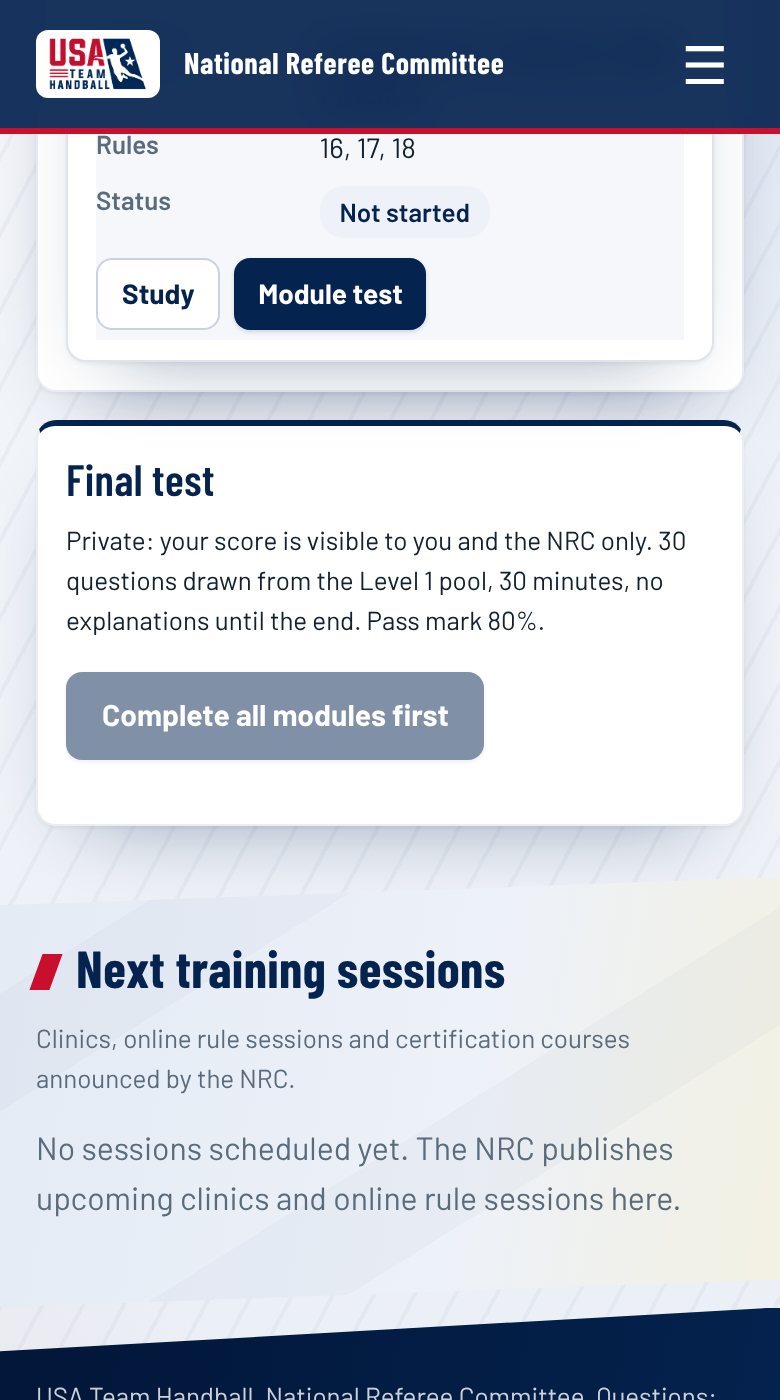 USA
TEAM
HANDBALL
National Referee Committee
Rules
16, 17, 18
Status
Not started
Study
Module test
Final test
Private: your score is visible to you and the NRC only. 30
questions drawn from the Level 1 pool, 30 minutes, no
explanations until the end. Pass mark 80%.
Complete all modules first
Next training sessions
Clinics, online rule sessions and certification courses
announced by the NRC.
No sessions scheduled yet. The NRC publishes
upcoming clinics and online rule sessions here.
USA Team Handball, National Referee Committee. Questions: